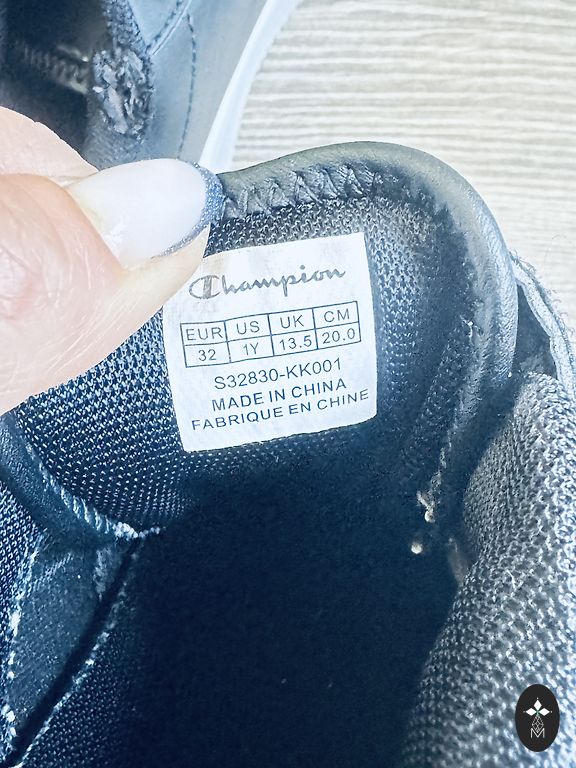 Champion
EUR US UK CM
32 1Y 13.5 20.0
S32830-KK001
MADE IN CHINA
FABRIQUE EN CHINE
M